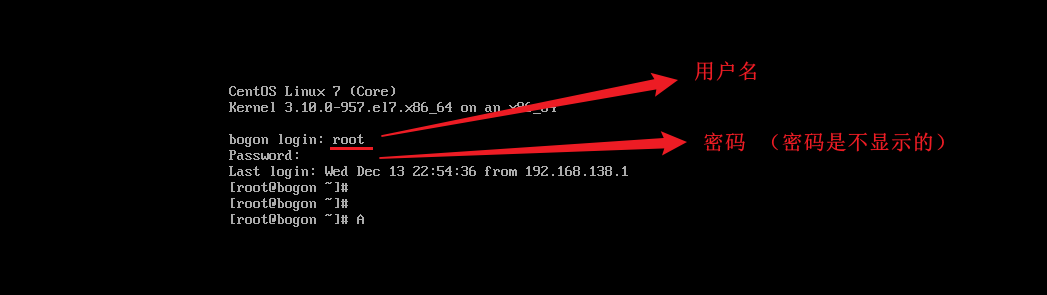 用户名
CentOS Linux 7 (Core)
Kernel 3.10.0-957.el7.x86_64 on an x86_64
bogon login: root
Password:
密码 （密码是不显示的）
Last login: Wed Dec 13 22:54:36 from 192.168.138.1
[root@bogon ~]#
[root@bogon ~]#
[root@bogon ~]# A